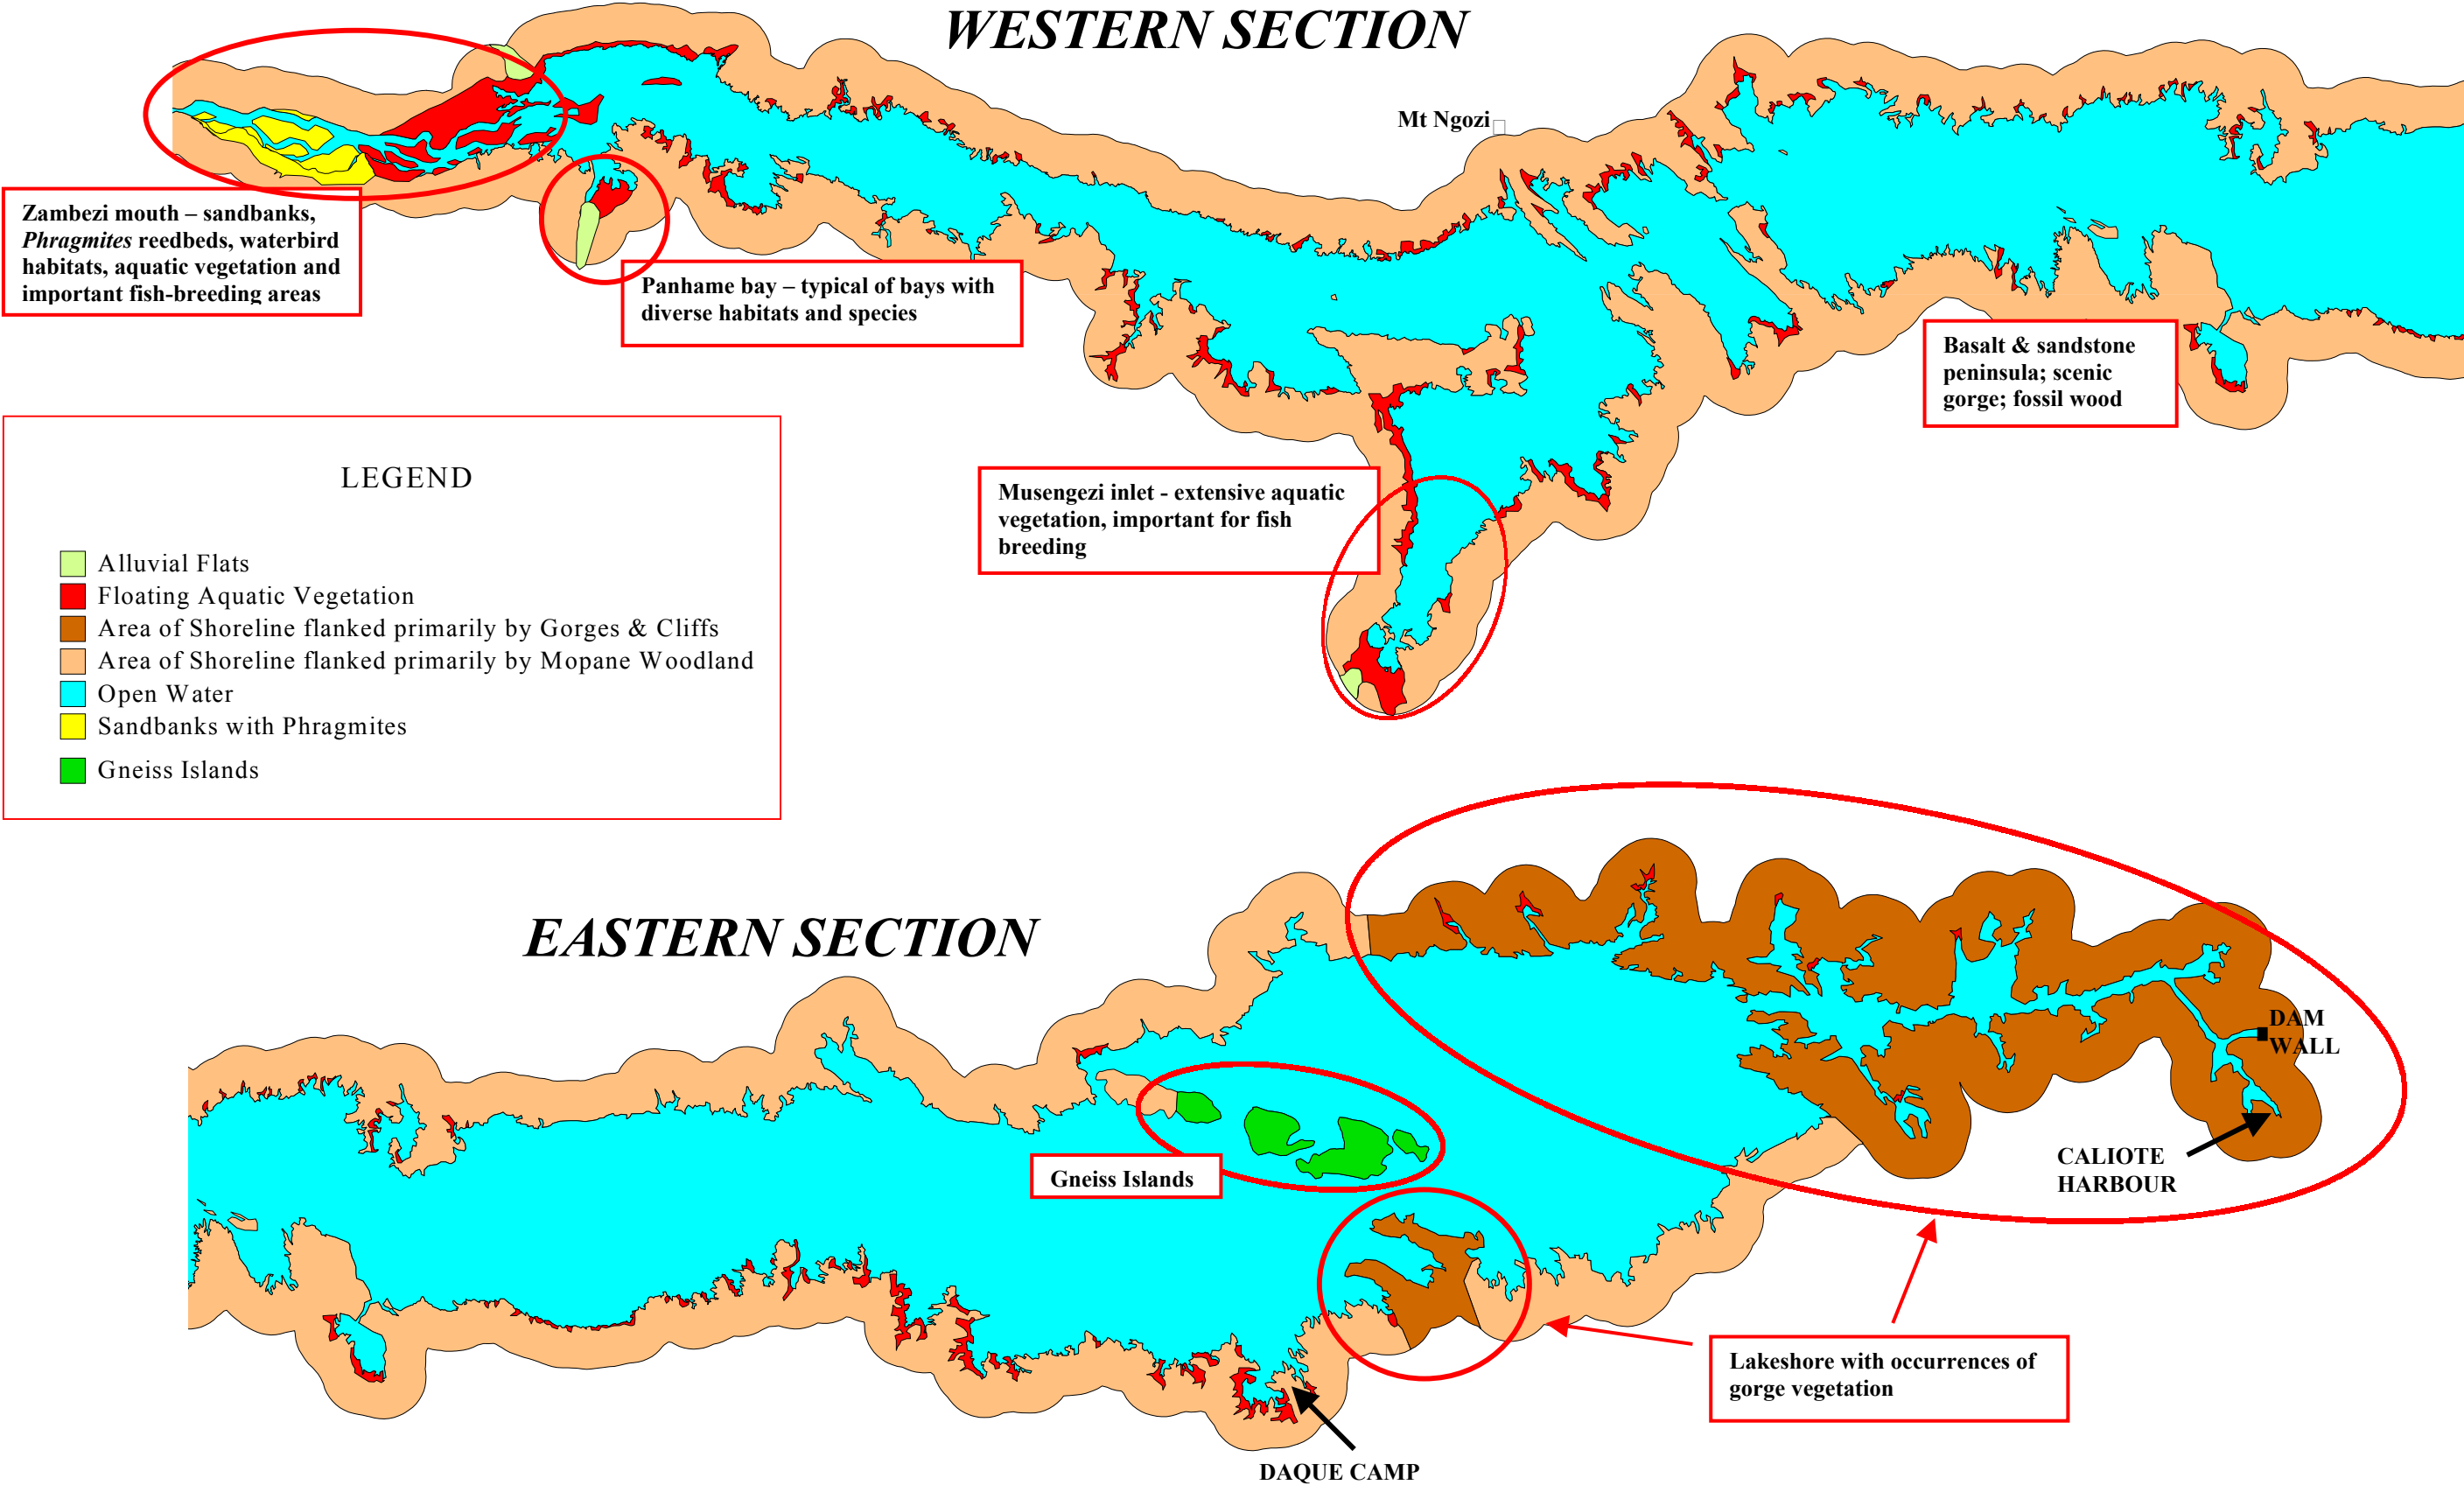 WESTERN SECTION
Mt Ngozi
Zambezi mouth – sandbanks,
Phragmites reedbeds, waterbird
habitats, aquatic vegetation and
important fish-breeding areas
Panhame bay – typical of bays with
diverse habitats and species
Basalt & sandstone
peninsula; scenic
gorge; fossil wood
Musengezi inlet - extensive aquatic
vegetation, important for fish
breeding
LEGEND
Alluvial Flats
Floating Aquatic Vegetation
Area of Shoreline flanked primarily by Gorges & Cliffs
Area of Shoreline flanked primarily by Mopane Woodland
Open Water
Sandbanks with Phragmites
Gneiss Islands
EASTERN SECTION
DAM
WALL
CALIOTE
HARBOUR
Gneiss Islands
Lakeshore with occurrences of
gorge vegetation
DAQUE CAMP